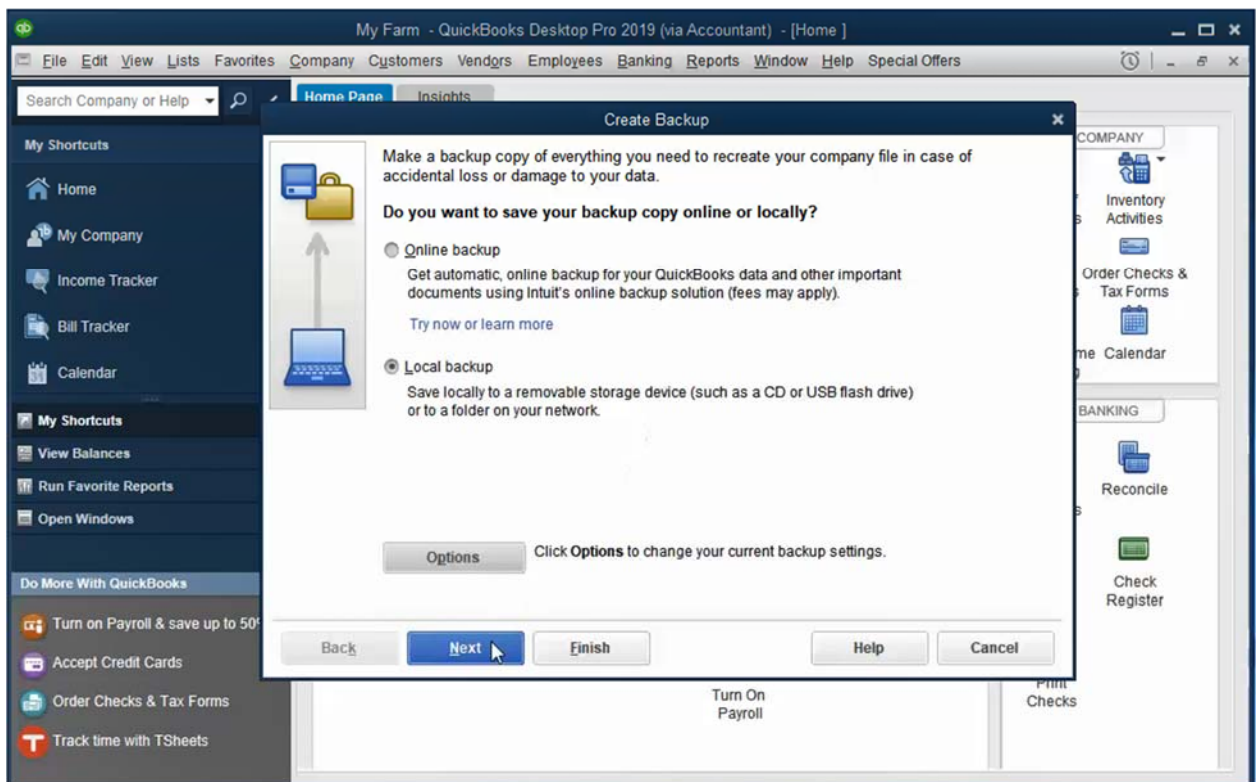 My Farm - QuickBooks Desktop Pro 2019 (via Accountant) - [Home ]
File Edit View Lists Favorites Company Customers Vendors Employees Banking Reports Window Help Special Offers
Search Company or Help
Home Page Insights
My Shortcuts
Home
My Company
Income Tracker
Bill Tracker
31
Calendar
My Shortcuts
View Balances
Run Favorite Reports
Open Windows
Do More With QuickBooks
Turn on Payroll & save up to 50
Accept Credit Cards
Order Checks & Tax Forms
Track time with TSheets
Create Backup
Make a backup copy of everything you need to recreate your company file in case of
accidental loss or damage to your data.
Do you want to save your backup copy online or locally?
Online backup
Get automatic, online backup for your QuickBooks data and other important
documents using Intuit's online backup solution (fees may apply).
Try now or learn more
Local backup
Save locally to a removable storage device (such as a CD or USB flash drive)
or to a folder on your network.
Options
Click Options to change your current backup settings.
Back Next Finish Help Cancel
COMPANY
Inventory
Activities
Order Checks &
Tax Forms
Calendar
BANKING
Reconcile
Check
Register
Print
Checks
Turn On
Payroll